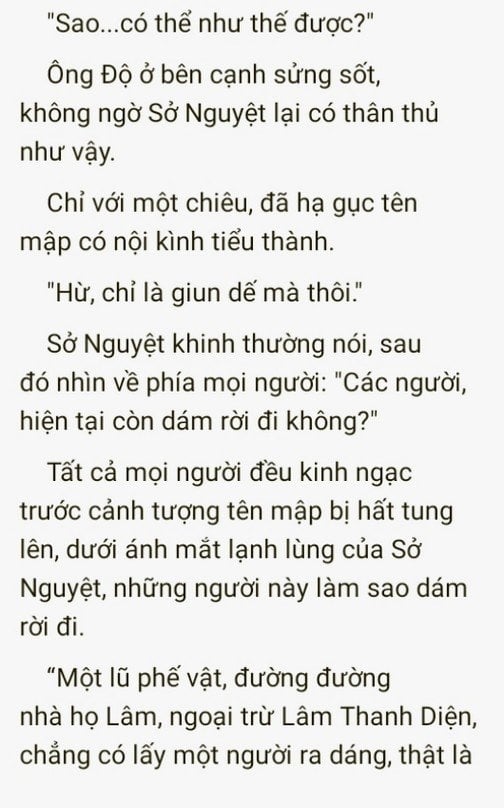 "Sao...có thể như thế được?"
Ông Độ ở bên cạnh sửng sốt,
không ngờ Sở Nguyệt lại có thân thủ
như vậy.
Chỉ với một chiêu, đã hạ gục tên
mập có nội kình tiểu thành.
"Hừ, chỉ là giun dế mà thôi."
Sở Nguyệt khinh thường nói, sau
đó nhìn về phía mọi người: "Các người,
hiện tại còn dám rời đi không?"
Tất cả mọi người đều kinh ngạc
trước cảnh tượng tên mập bị hất tung
lên, dưới ánh mắt lạnh lùng của Sở
Nguyệt, những người này làm sao dám
rời đi.
“Một lũ phế vật, đường đường
nhà họ Lâm, ngoại trừ Lâm Thanh Diện,
chẳng có lấy một người ra dáng, thật là